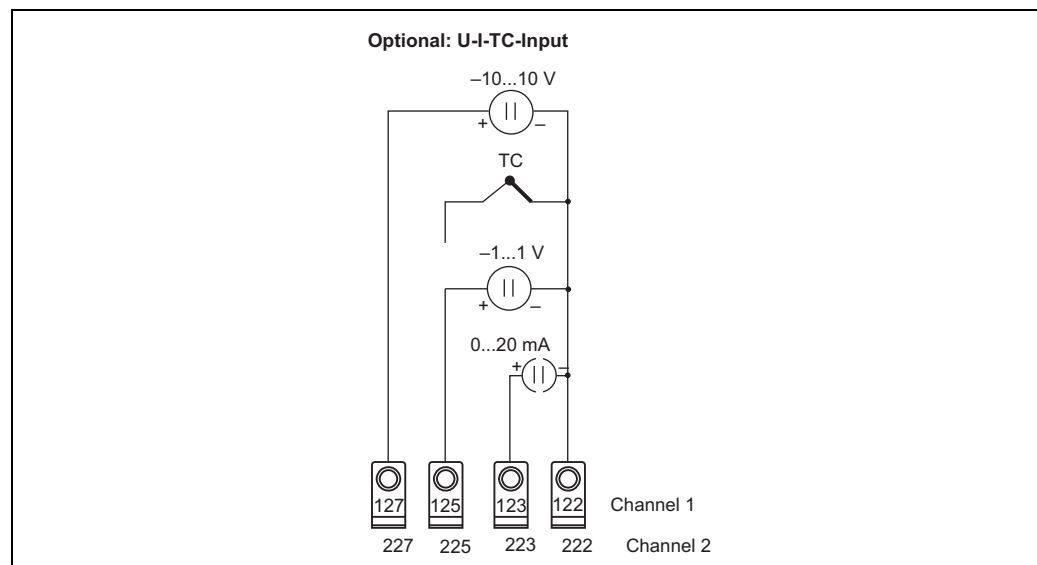 Optional: U-I-TC-Input
–10...10 V
+ –
TC
–1...1 V
+ –
0...20 mA
+ –
127 125 123 122 Channel 1
227 225 223 222 Channel 2